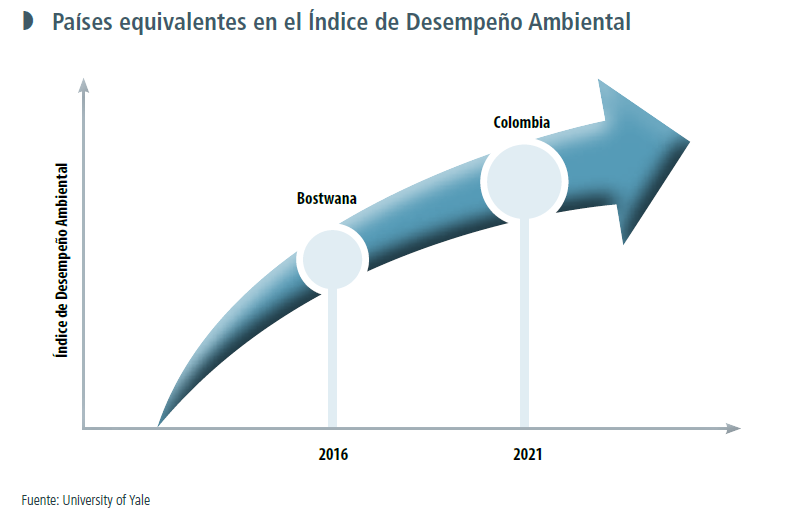 Países equivalentes en el Índice de Desempeño Ambiental
Colombia
Bostwana
Índice de Desempeño Ambiental
2016
2021
Fuente: University of Yale